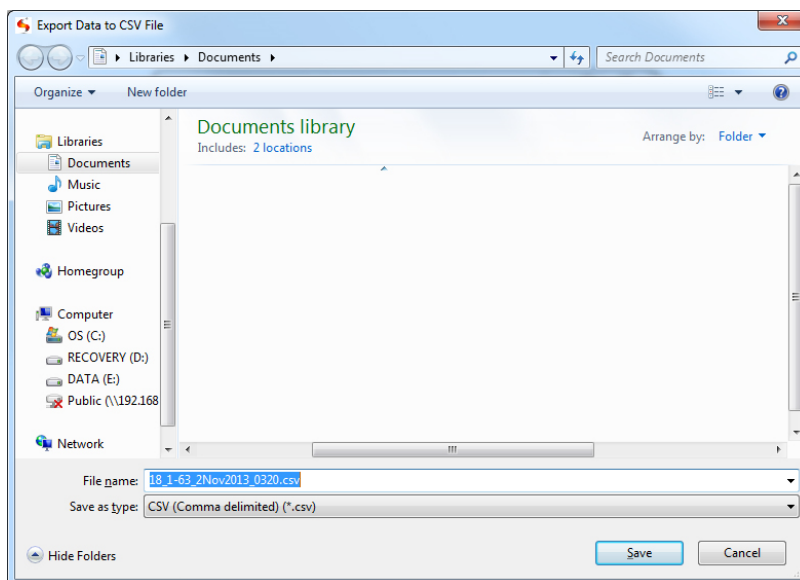 Export Data to CSV File
Libraries Documents
Search Documents
Organize New folder
Documents library
Includes: 2 locations
Arrange by: Folder
Libraries
Documents
Music
Pictures
Videos
Homegroup
Computer
OS (C:)
RECOVERY (D:)
DATA (E:)
Public (\\192.168
Network
File name: 18_1-63_2Nov2013_0320.csv
Save as type: CSV (Comma delimited) (*.csv)
Hide Folders Save Cancel